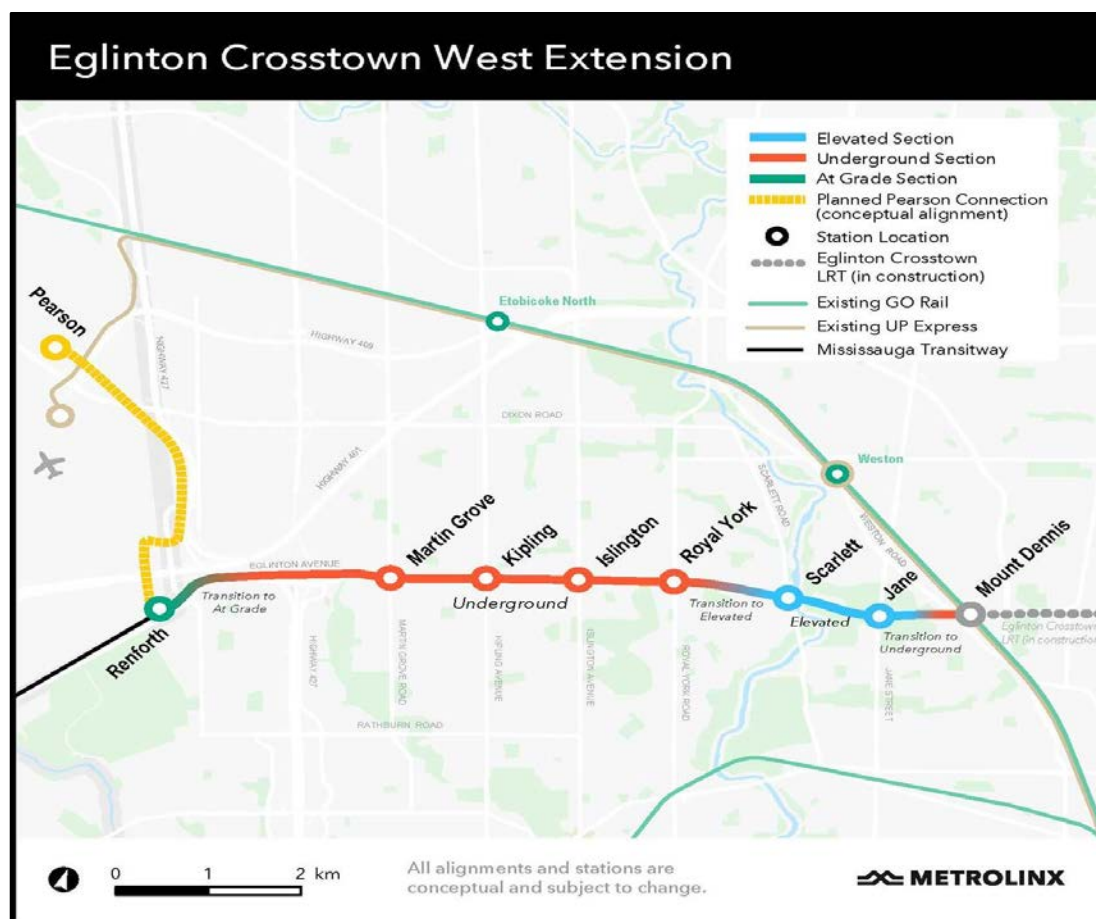 Eglinton Crosstown West Extension
Elevated Section
Underground Section
At Grade Section
Planned Pearson Connection
(conceptual alignment)
Station Location
Eglinton Crosstown
LRT (in construction)
Existing GO Rail
Existing UP Express
Mississauga Transitway
Pearson
HIGHWAY 427
Etobicoke North
HIGHWAY 409
DIXON ROAD
HIGHWAY 401
SCARLETT ROAD
Weston
WESTON ROAD
EGLINTON AVENUE
Martin Grove
Kipling
Islington
Royal York
Scarlett
Jane
Mount Dennis
Renforth
Transition to
At Grade
Underground
Transition to
Elevated
Elevated
Transition to
Underground
Eglinton Crosstown
LRT (in construction)
HIGHWAY 427
MARTIN GROVE ROAD
KIPLING AVENUE
ISLINGTON AVENUE
ROYAL YORK ROAD
JANE STREET
RATHBURN ROAD
0 1 2 km
All alignments and stations are
conceptual and subject to change.
METROLINX